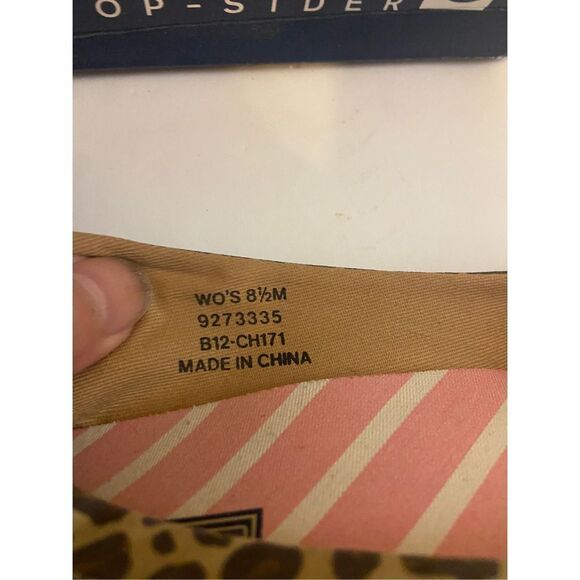 OP-SIDER
WO'S 8½M
9273335
B12-CH171
MADE IN CHINA